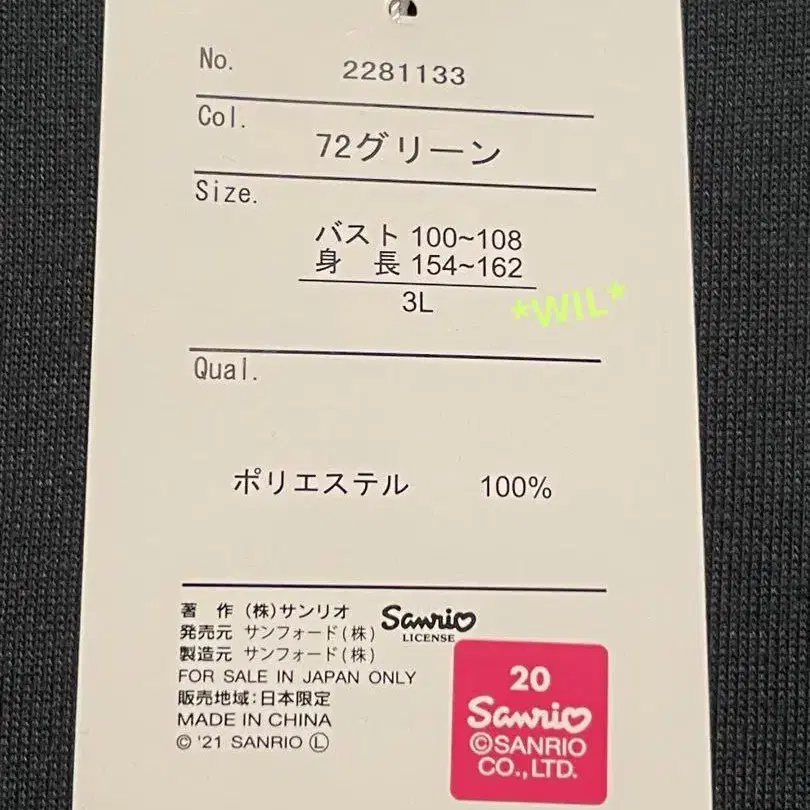 No. 2281133
Col. 72グリーン
Size.
バスト 100~108
身 長 154~162
3L
*WIL*
Qual.
ポリエステル 100%
著 作 (株)サンリオ
発売元 サンフォード(株)
製造元 サンフォード(株)
Sanrio
LICENSE
FOR SALE IN JAPAN ONLY
販売地域:日本限定
MADE IN CHINA
© '21 SANRIO Ⓛ
20
Sanrio
©SANRIO
CO.,LTD.